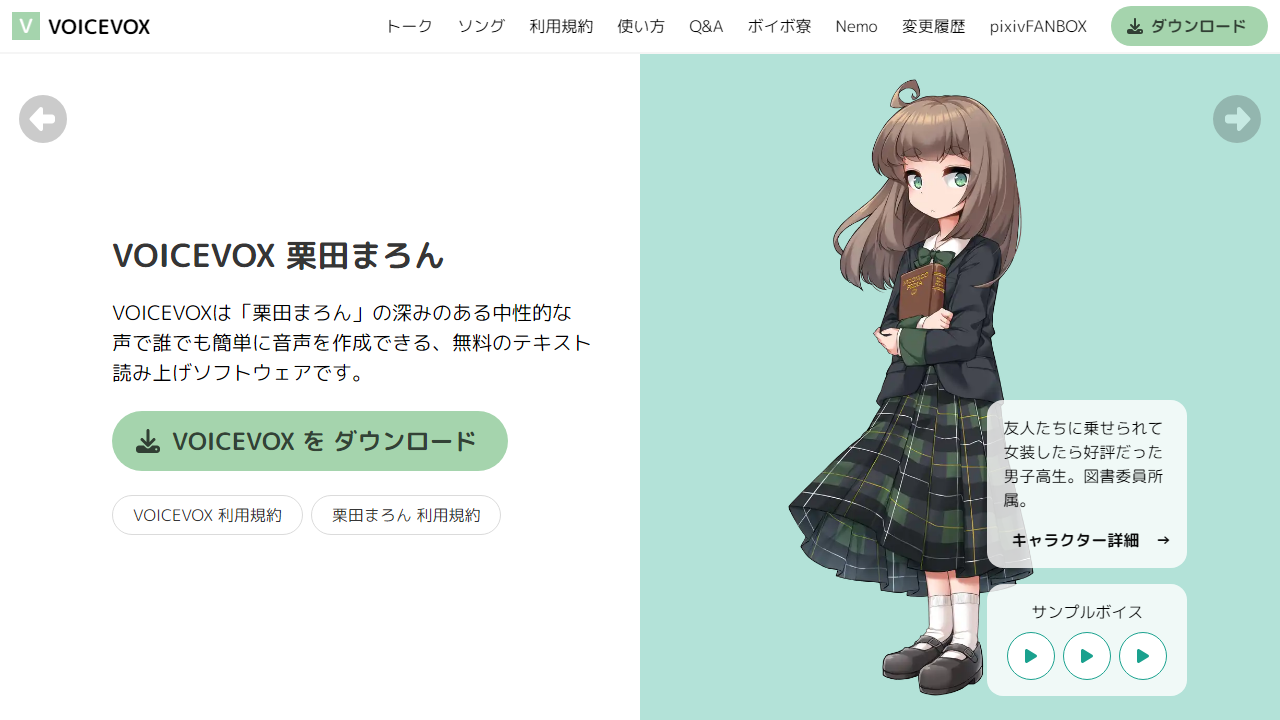 V VOICEVOX
トーク ソング 利用規約 使い方 Q&A ボイボ寮 Nemo 変更履歴 pixivFANBOX ダウンロード
VOICEVOX 栗田まろん
VOICEVOXは「栗田まろん」の深みのある中性的な
声で誰でも簡単に音声を作成できる、無料のテキスト
読み上げソフトウェアです。
VOICEVOX を ダウンロード
VOICEVOX 利用規約 栗田まろん 利用規約
友人たちに乗せられて
女装したら好評だった
男子高生。図書委員所
属。
キャラクター詳細 →
サンプルボイス